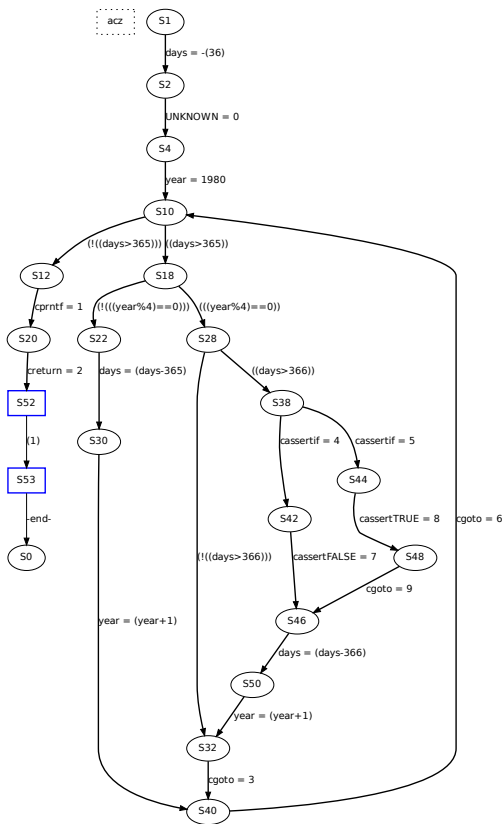 acz
S1
days = -(36)
S2
UNKNOWN = 0
S4
year = 1980
S10
(!((days>365)))
((days>365))
S12
S18
cprntf = 1
(!(((year%4)==0)))
(((year%4)==0))
S20
S22
S28
creturn = 2
days = (days-365)
((days>366))
S52
S38
(1)
S30
cassertif = 4
cassertif = 5
S53
S44
-end-
S42
cassertTRUE = 8
cgoto = 6
S0
(!((days>366)))
cassertFALSE = 7
S48
cgoto = 9
year = (year+1)
S46
days = (days-366)
S50
year = (year+1)
S32
cgoto = 3
S40